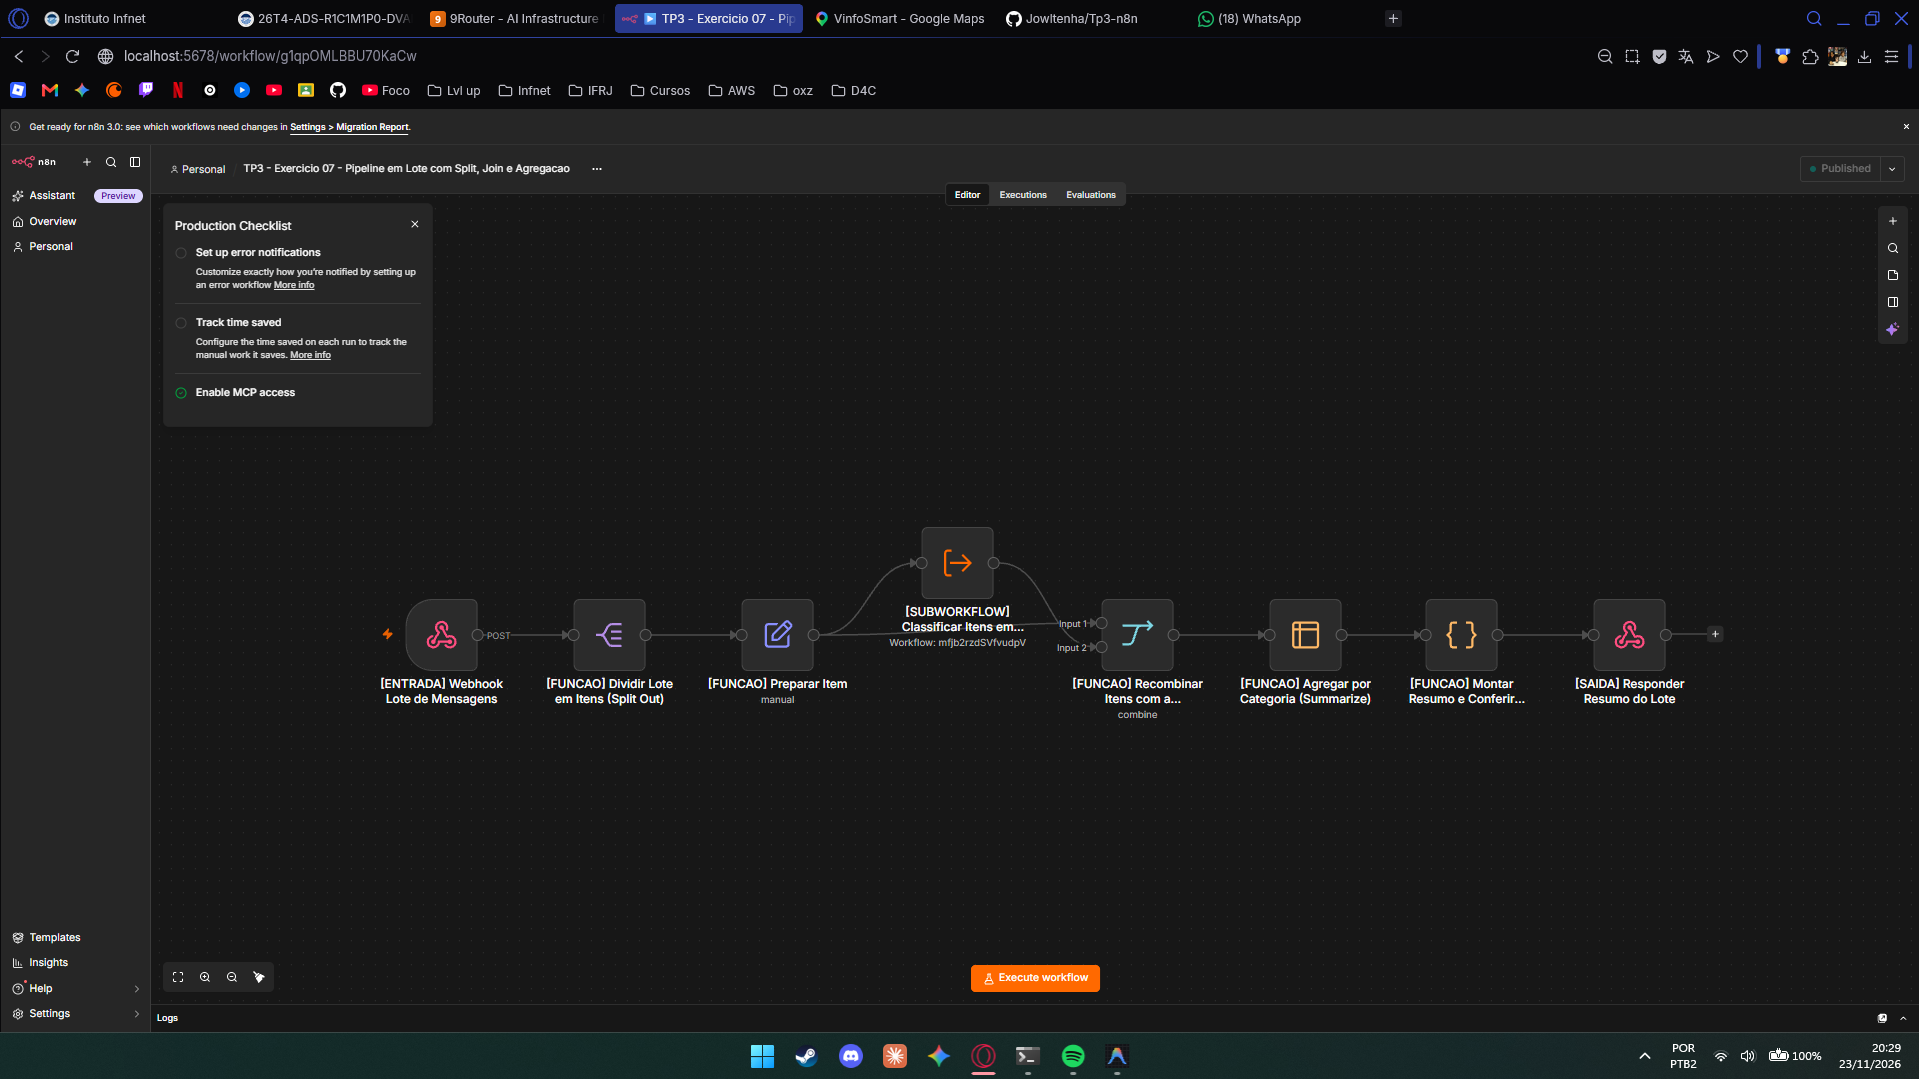 Instituto Infnet
26T4-ADS-R1C1M1P0-DVA
9Router - AI Infrastructure
TP3 - Exercicio 07 - Pip
VinfoSmart - Google Maps
JowItenha/Tp3-n8n
(18) WhatsApp
localhost:5678/workflow/g1qpOMLBBU70KaCw
Foco
Lvl up
Infnet
IFRJ
Cursos
AWS
oxz
D4C
Get ready for n8n 3.0: see which workflows need changes in Settings > Migration Report.
n8n
Personal / TP3 - Exercicio 07 - Pipeline em Lote com Split, Join e Agregacao ...
Published
Assistant Preview
Overview
Personal
Editor
Executions
Evaluations
Production Checklist
Set up error notifications
Customize exactly how you're notified by setting up
an error workflow More info
Track time saved
Configure the time saved on each run to track the
manual work it saves. More info
Enable MCP access
[SUBWORKFLOW]
Classificar Itens em...
Workflow: mfjb2rzdSVfvudpV
POST
Input 1
Input 2
[ENTRADA] Webhook
Lote de Mensagens
[FUNCAO] Dividir Lote
em Itens (Split Out)
[FUNCAO] Preparar Item
manual
[FUNCAO] Recombinar
Itens com a...
combine
[FUNCAO] Agregar por
Categoria (Summarize)
[FUNCAO] Montar
Resumo e Conferir...
[SAIDA] Responder
Resumo do Lote
Templates
Insights
Help
Settings
Execute workflow
Logs
POR
PTB2
100%
20:29
23/11/2026